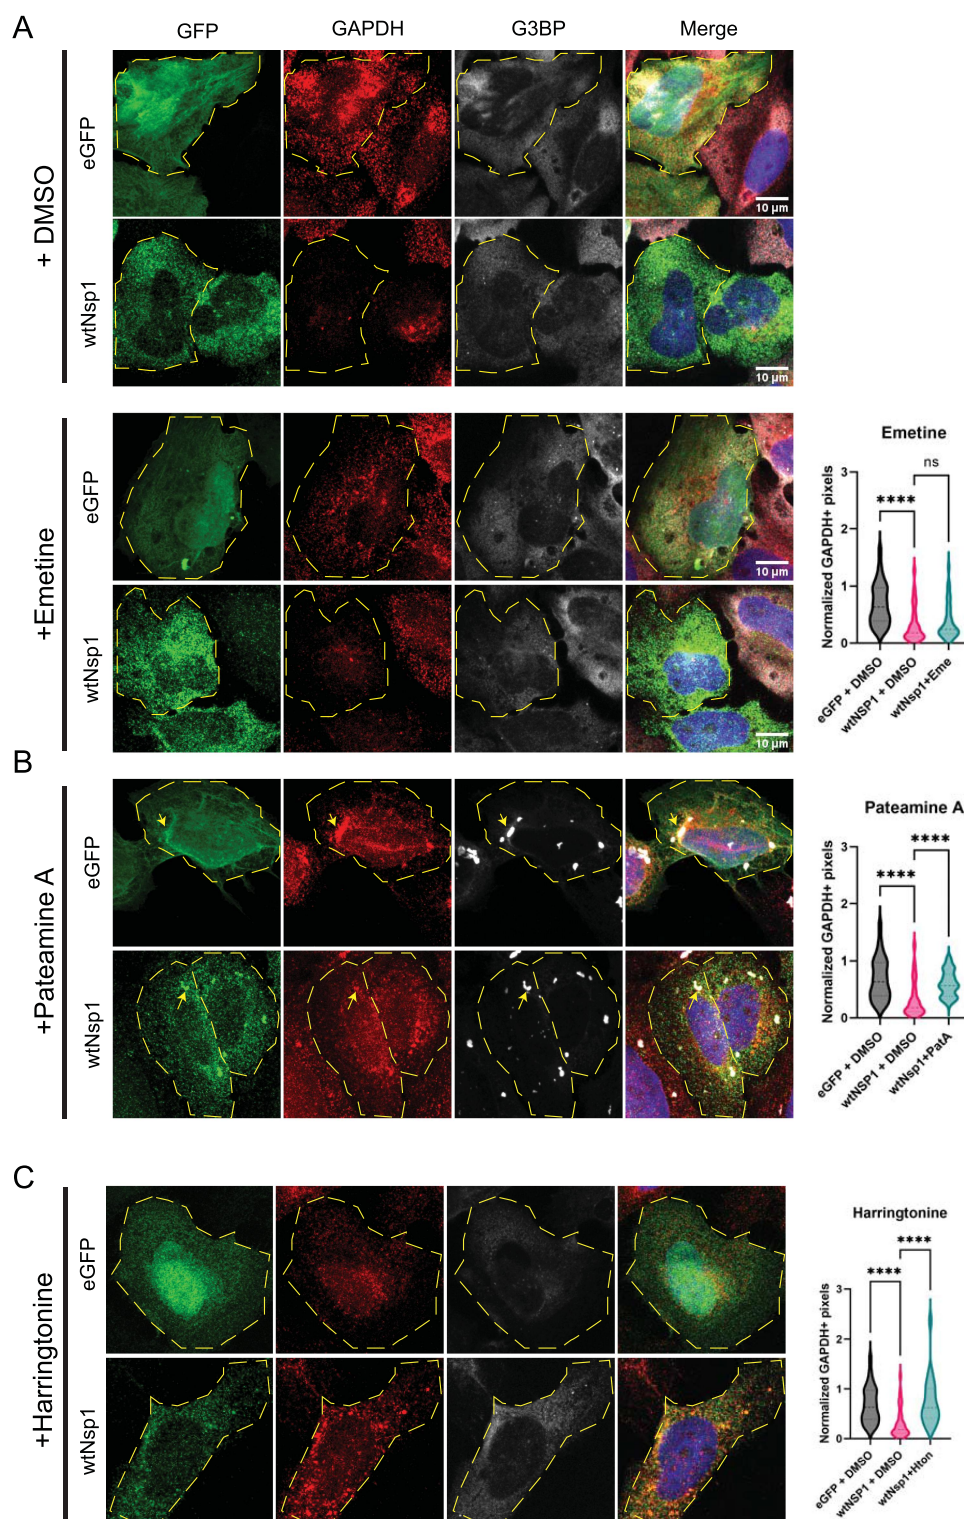 A
GFP GAPDH G3BP Merge
+ DMSO
eGFP
10 µm
wtNsp1
10 µm
+Emetine
eGFP
10 µm
wtNsp1
10 µm
Emetine
ns
****
Normalized GAPDH+ pixels
3
2
1
0
eGFP + DMSO
wtNSP1 + DMSO
wtNsp1+Eme
B
+Pateamine A
eGFP
wtNsp1
Pateamine A
****
****
Normalized GAPDH+ pixels
3
2
1
0
eGFP + DMSO
wtNSP1 + DMSO
wtNsp1+PatA
C
+Harringtonine
eGFP
wtNsp1
Harringtonine
****
****
Normalized GAPDH+ pixels
3
2
1
0
eGFP + DMSO
wtNSP1 + DMSO
wtNsp1+Hton